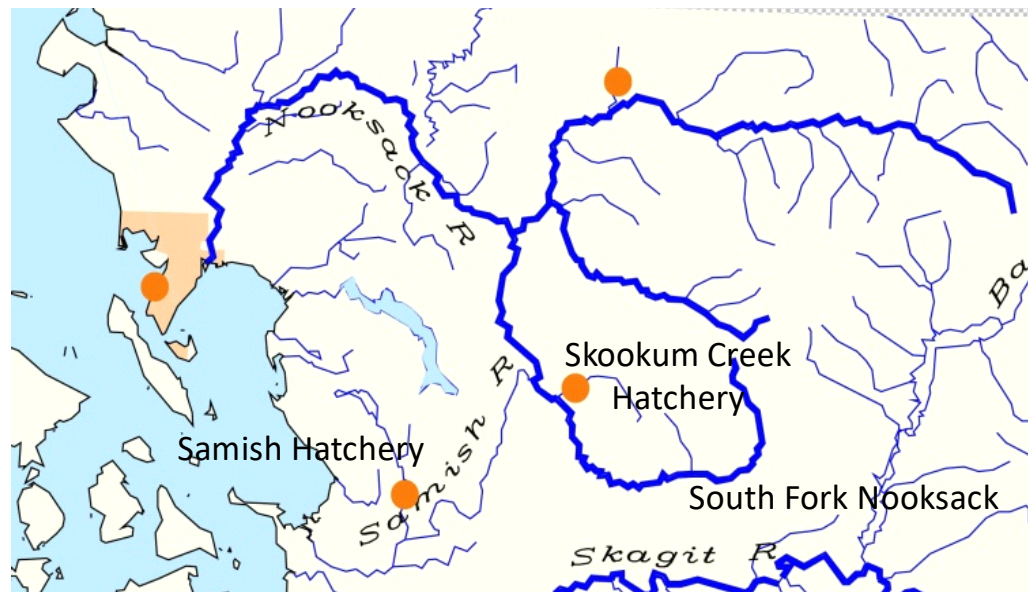 Nooksack R
Skookum Creek
Hatchery
Samish Hatchery
Samish R
South Fork Nooksack
Skagit R
Ba